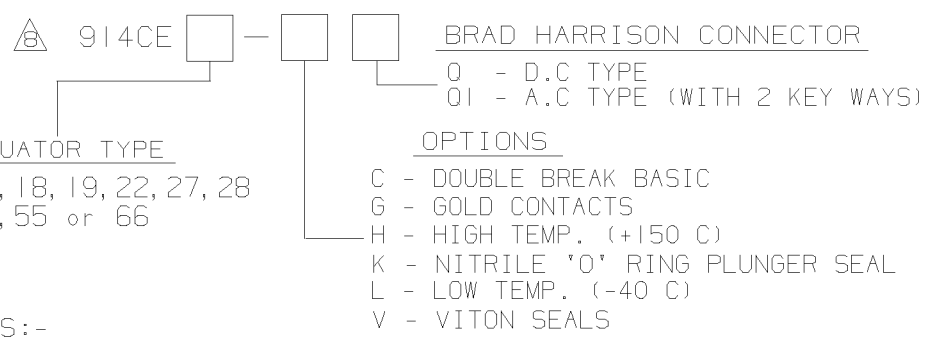 8 914CE - BRAD HARRISON CONNECTOR
Q - D.C TYPE
Q1 - A.C TYPE (WITH 2 KEY WAYS)
UATOR TYPE
, 18, 19, 22, 27, 28
, 55 or 66
OPTIONS
C - DOUBLE BREAK BASIC
G - GOLD CONTACTS
H - HIGH TEMP. (+150 C)
K - NITRILE 'O' RING PLUNGER SEAL
L - LOW TEMP. (-40 C)
V - VITON SEALS
S:-